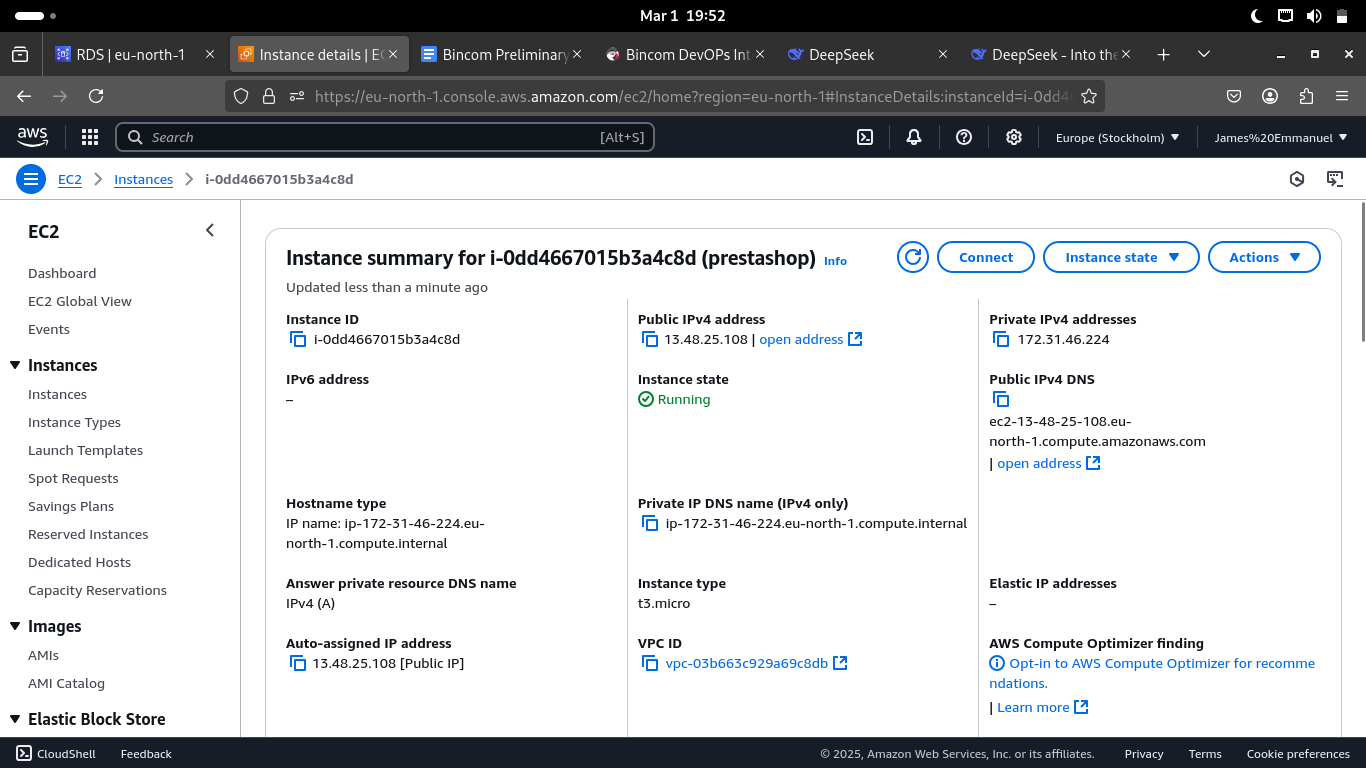 Mar 1 19:52
RDS | eu-north-1
Instance details | EC
Bincom Preliminary
Bincom DevOPs Int
DeepSeek
DeepSeek - Into the
https://eu-north-1.console.aws.amazon.com/ec2/home?region=eu-north-1#InstanceDetails:instanceId=i-0dd4
aws
Search
[Alt+S]
Europe (Stockholm)
James%20Emmanuel
EC2
Instances
i-0dd4667015b3a4c8d
EC2
Dashboard
EC2 Global View
Events
Instances
Instances
Instance Types
Launch Templates
Spot Requests
Savings Plans
Reserved Instances
Dedicated Hosts
Capacity Reservations
Images
AMIs
AMI Catalog
Elastic Block Store
Instance summary for i-0dd4667015b3a4c8d (prestashop) Info
Connect
Instance state
Actions
Updated less than a minute ago
Instance ID
i-0dd4667015b3a4c8d
Public IPv4 address
13.48.25.108 | open address
Private IPv4 addresses
172.31.46.224
IPv6 address
–
Instance state
Running
Public IPv4 DNS
ec2-13-48-25-108.eu-
north-1.compute.amazonaws.com
| open address
Hostname type
IP name: ip-172-31-46-224.eu-
north-1.compute.internal
Private IP DNS name (IPv4 only)
ip-172-31-46-224.eu-north-1.compute.internal
Answer private resource DNS name
IPv4 (A)
Instance type
t3.micro
Elastic IP addresses
–
Auto-assigned IP address
13.48.25.108 [Public IP]
VPC ID
vpc-03b663c929a69c8db
AWS Compute Optimizer finding
Opt-in to AWS Compute Optimizer for recomme
ndations.
| Learn more
CloudShell
Feedback
© 2025, Amazon Web Services, Inc. or its affiliates.
Privacy
Terms
Cookie preferences